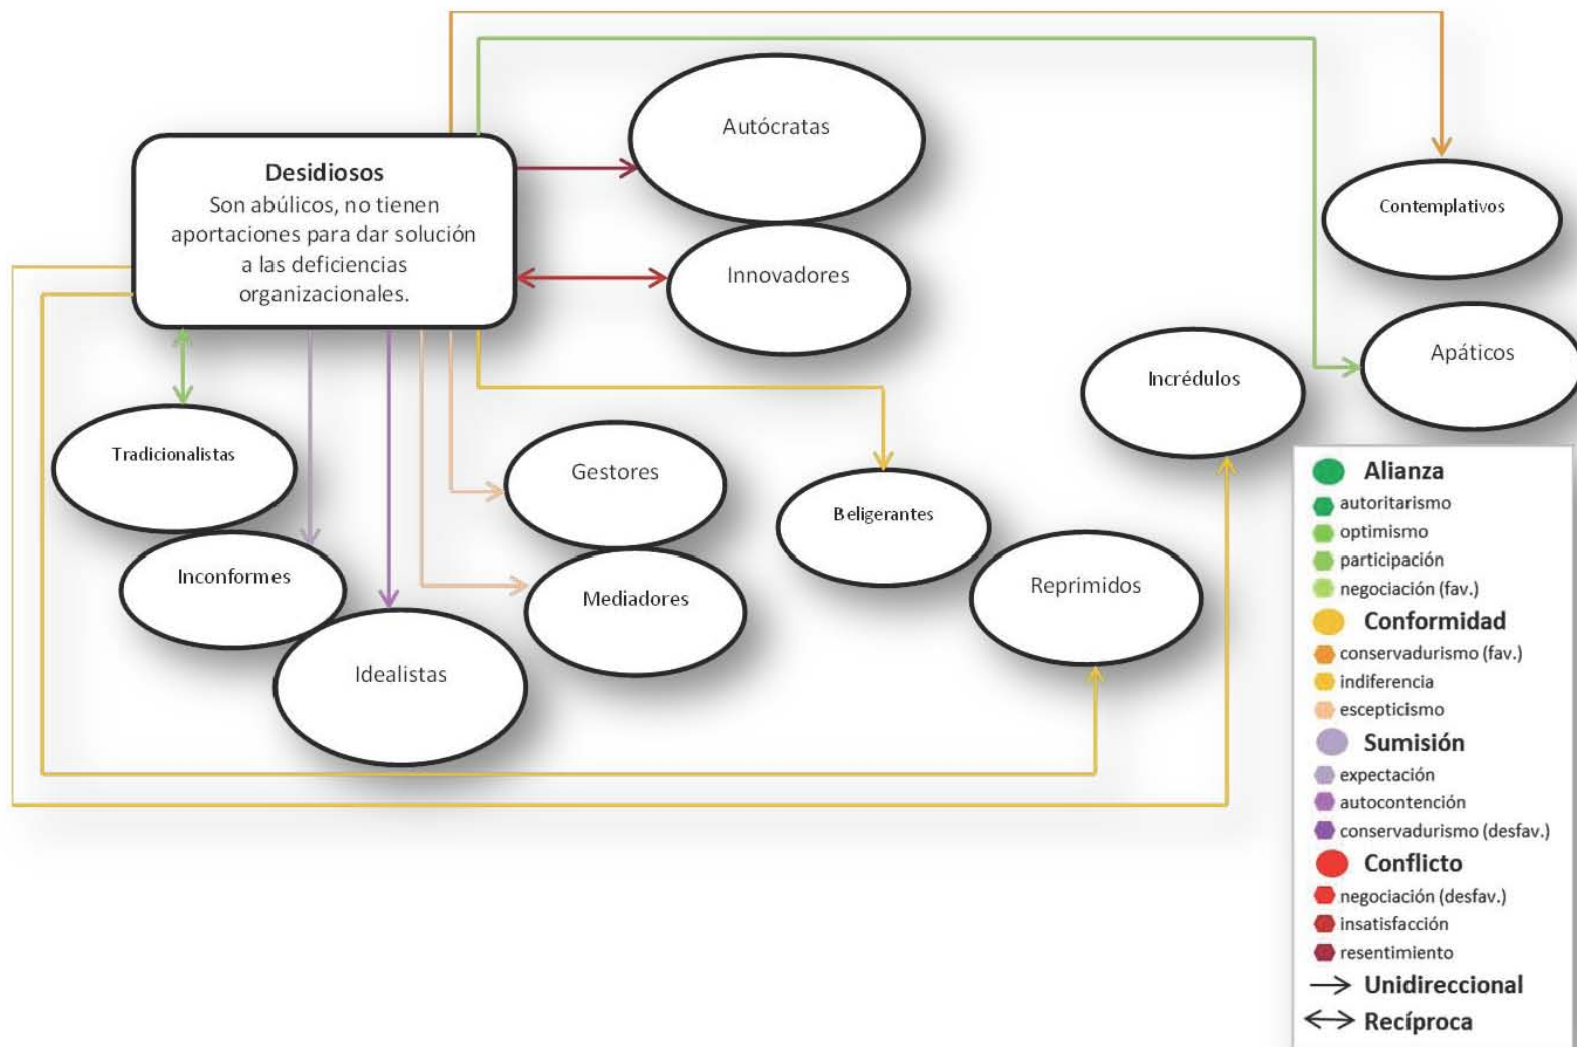 Desidiosos
Son abúlicos, no tienen
aportaciones para dar solución
a las deficiencias
organizacionales.
Autócratas
Innovadores
Contemplativos
Apáticos
Incrédulos
Tradicionalistas
Gestores
Beligerantes
Inconformes
Mediadores
Reprimidos
Idealistas
Alianza
autoritarismo
optimismo
participación
negociación (fav.)
Conformidad
conservadurismo (fav.)
indiferencia
escepticismo
Sumisión
expectación
autocontención
conservadurismo (desfav.)
Conflicto
negociación (desfav.)
insatisfacción
resentimiento
Unidireccional
Recíproca